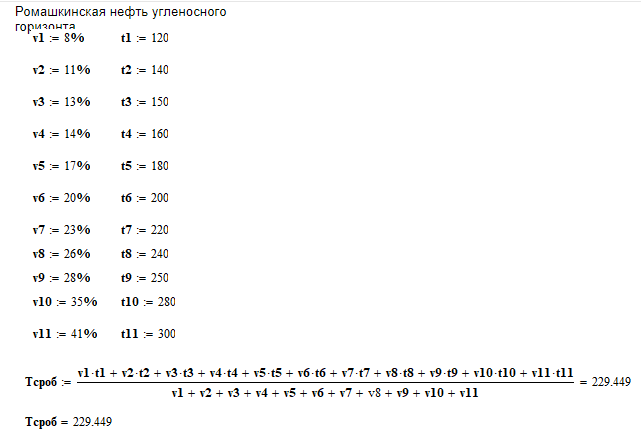 Ромашкинская нефть угленосного
горизонта
v1 := 8% t1 := 120
v2 := 11% t2 := 140
v3 := 13% t3 := 150
v4 := 14% t4 := 160
v5 := 17% t5 := 180
v6 := 20% t6 := 200
v7 := 23% t7 := 220
v8 := 26% t8 := 240
v9 := 28% t9 := 250
v10 := 35% t10 := 280
v11 := 41% t11 := 300
v1·t1 + v2·t2 + v3·t3 + v4·t4 + v5·t5 + v6·t6 + v7·t7 + v8·t8 + v9·t9 + v10·t10 + v11·t11
Tсроб := = 229.449
v1 + v2 + v3 + v4 + v5 + v6 + v7 + v8 + v9 + v10 + v11
Tсроб = 229.449